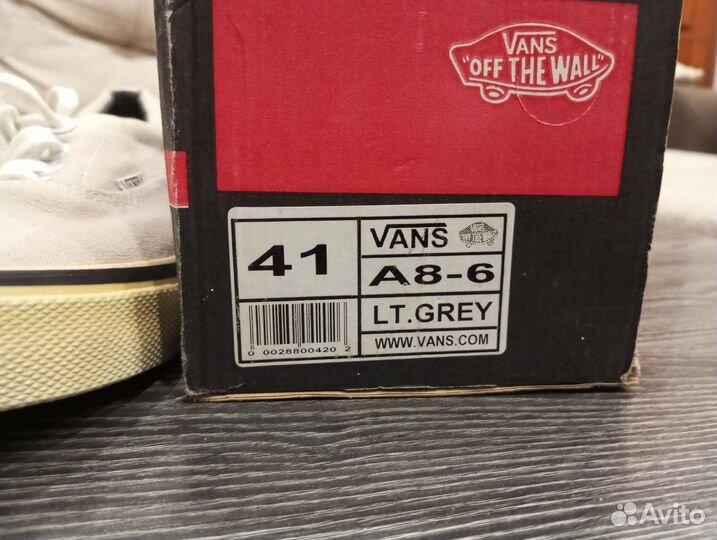 VANS
"OFF THE WALL"
41
VANS
A8-6
LT.GREY
WWW.VANS.COM
0 0028800420 2
Avito